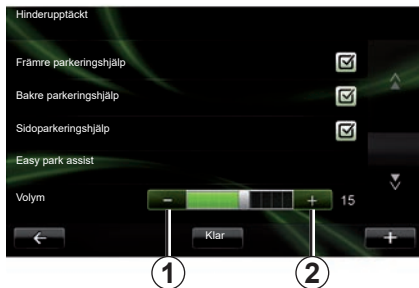 Hinderupptäckt
Främre parkeringshjälp
Bakre parkeringshjälp
Sidoparkeringshjälp
Easy park assist
Volym - + 15
Klar +
1 2